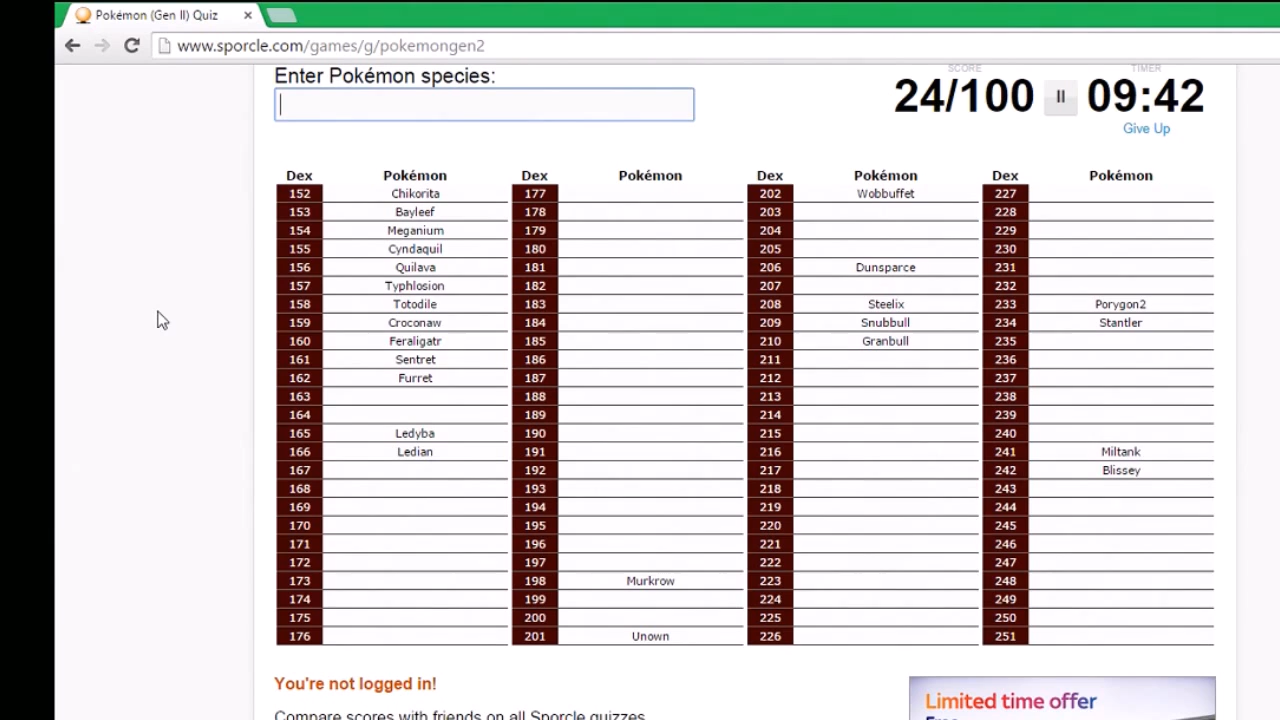 Pokémon (Gen II) Quiz
www.sporcle.com/games/g/pokemongen2
Enter Pokémon species:
SCORE TIMER
24/100 09:42
Give Up
Dex Pokémon Dex Pokémon Dex Pokémon Dex Pokémon
152 Chikorita 177 202 Wobbuffet 227
153 Bayleef 178 203 228
154 Meganium 179 204 229
155 Cyndaquil 180 205 230
156 Quilava 181 206 Dunsparce 231
157 Typhlosion 182 207 232
158 Totodile 183 208 Steelix 233 Porygon2
159 Croconaw 184 209 Snubbull 234 Stantler
160 Feraligatr 185 210 Granbull 235
161 Sentret 186 211 236
162 Furret 187 212 237
163 188 213 238
164 189 214 239
165 Ledyba 190 215 240
166 Ledian 191 216 241 Miltank
167 192 217 242 Blissey
168 193 218 243
169 194 219 244
170 195 220 245
171 196 221 246
172 197 222 247
173 198 Murkrow 223 248
174 199 224 249
175 200 225 250
176 201 Unown 226 251
You're not logged in!
Limited time offer
Compare scores with friends on all Sporcle quizzes